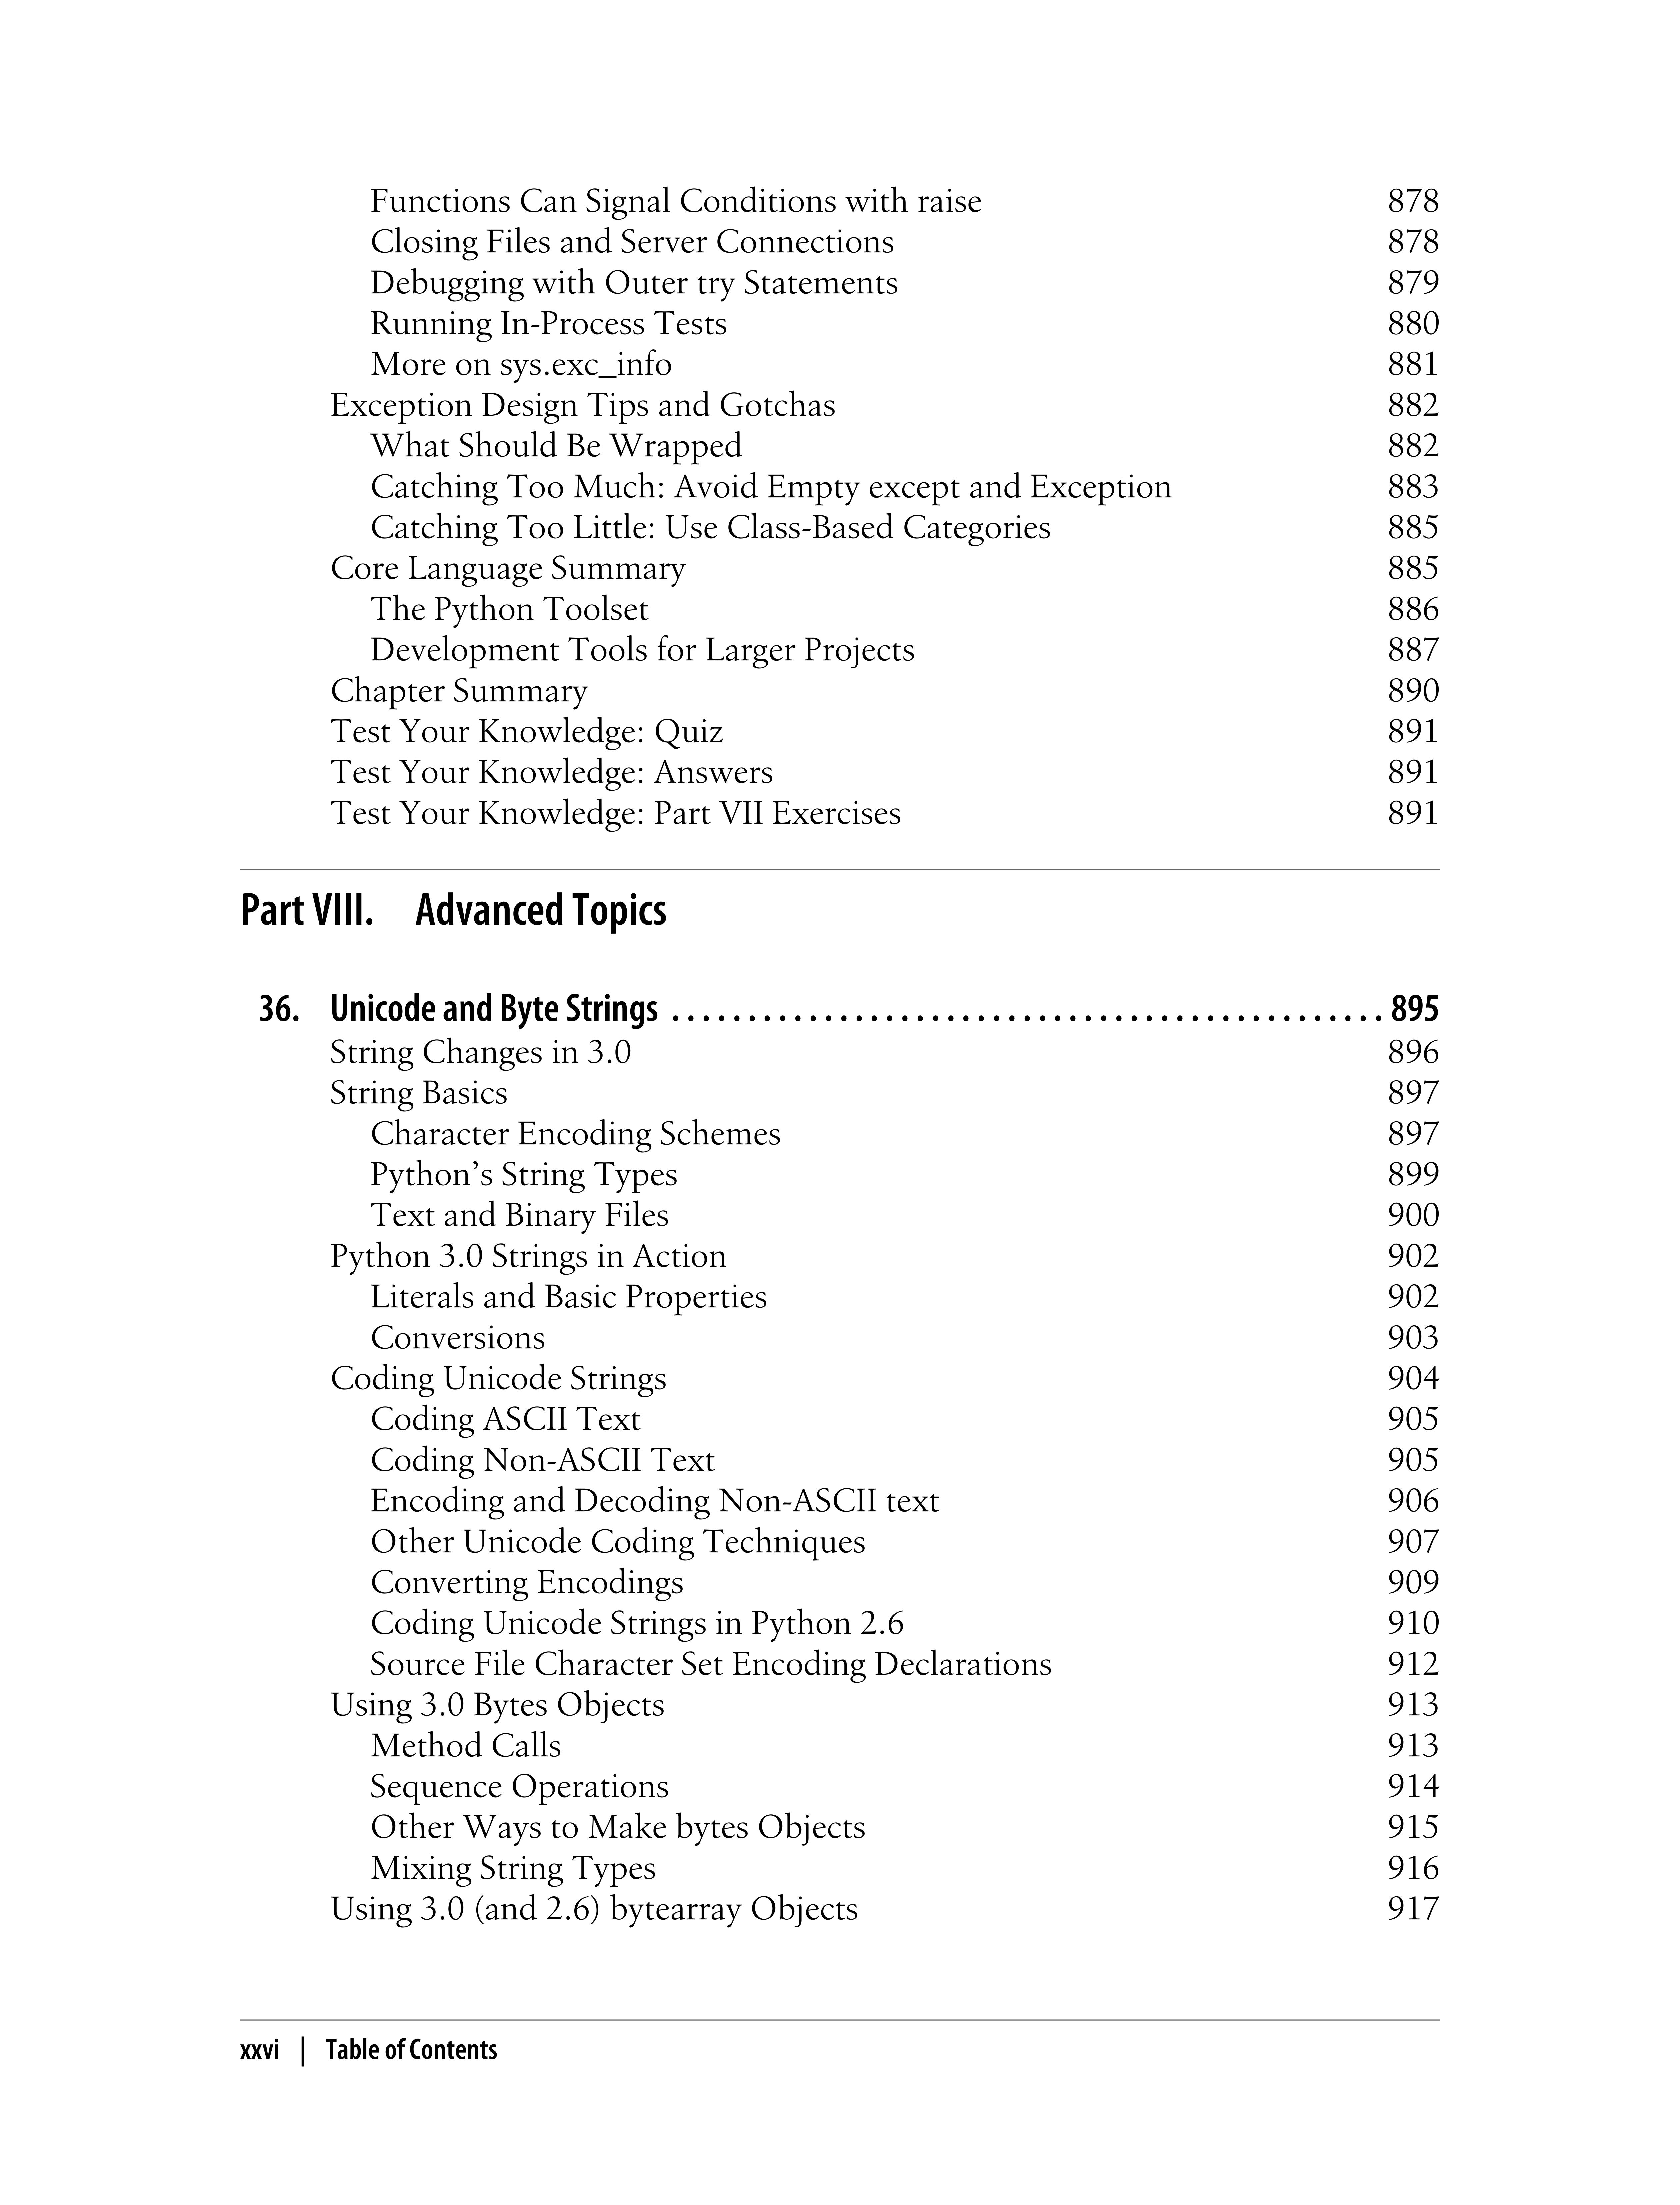 Functions Can Signal Conditions with raise 878
Closing Files and Server Connections 878
Debugging with Outer try Statements 879
Running In-Process Tests 880
More on sys.exc_info 881
Exception Design Tips and Gotchas 882
What Should Be Wrapped 882
Catching Too Much: Avoid Empty except and Exception 883
Catching Too Little: Use Class-Based Categories 885
Core Language Summary 885
The Python Toolset 886
Development Tools for Larger Projects 887
Chapter Summary 890
Test Your Knowledge: Quiz 891
Test Your Knowledge: Answers 891
Test Your Knowledge: Part VII Exercises 891
Part VIII. Advanced Topics
36. Unicode and Byte Strings . . . . . . . . . . . . . . . . . . . . . . . . . . . . . . . . . . . . . . . . . . . . . . . 895
String Changes in 3.0 896
String Basics 897
Character Encoding Schemes 897
Python’s String Types 899
Text and Binary Files 900
Python 3.0 Strings in Action 902
Literals and Basic Properties 902
Conversions 903
Coding Unicode Strings 904
Coding ASCII Text 905
Coding Non-ASCII Text 905
Encoding and Decoding Non-ASCII text 906
Other Unicode Coding Techniques 907
Converting Encodings 909
Coding Unicode Strings in Python 2.6 910
Source File Character Set Encoding Declarations 912
Using 3.0 Bytes Objects 913
Method Calls 913
Sequence Operations 914
Other Ways to Make bytes Objects 915
Mixing String Types 916
Using 3.0 (and 2.6) bytearray Objects 917
xxvi | Table of Contents